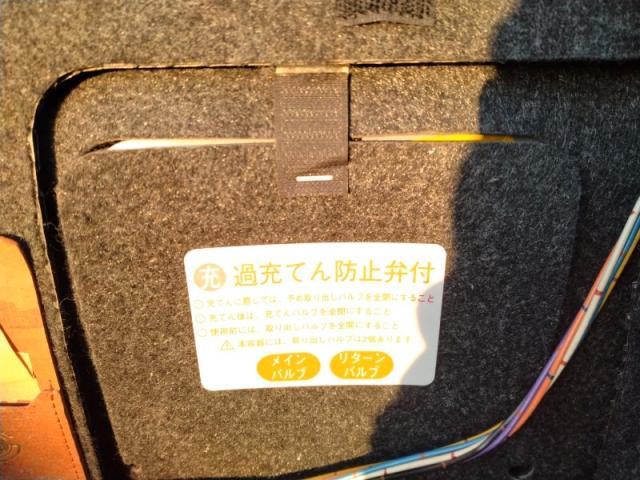 充 過充てん防止弁付
○ 充てんに際しては、予め取り出しバルブを全閉にすること
○ 充てん後は、充てんバルブを全閉にすること
○ 使用前には、取り出しバルブを全開にすること
⚠ 本容器には、取り出しバルブは2個あります
メイン
バルブ
リターン
バルブ